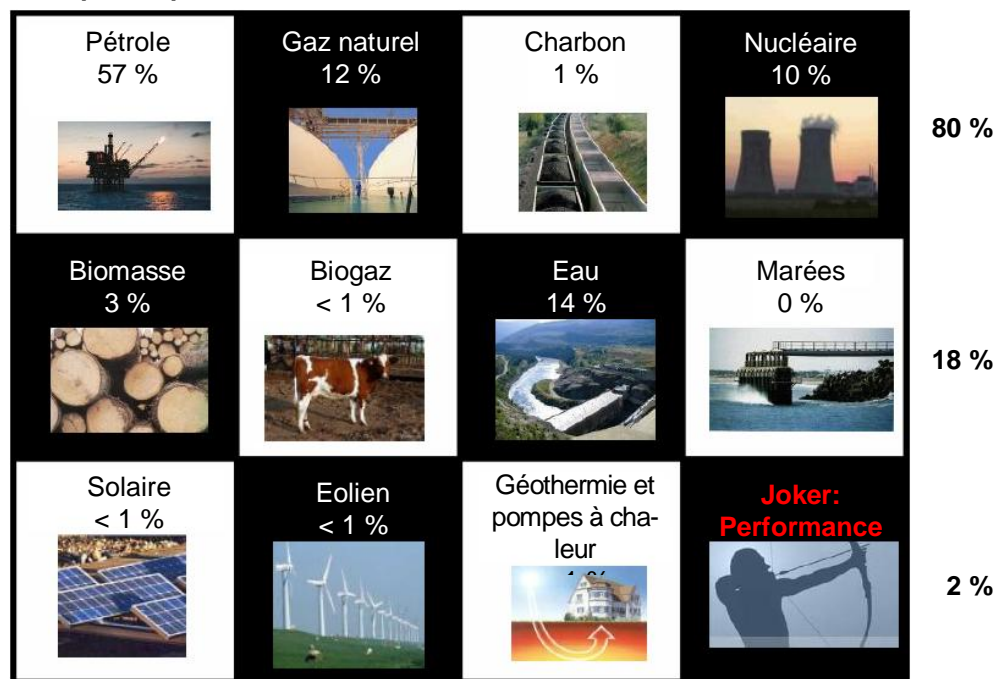 Pétrole
57 %
Gaz naturel
12 %
Charbon
1 %
Nucléaire
10 %
80 %
Biomasse
3 %
Biogaz
< 1 %
Eau
14 %
Marées
0 %
18 %
Solaire
< 1 %
Eolien
< 1 %
Géothermie et
pompes à cha-
leur
Joker:
Performance
2 %